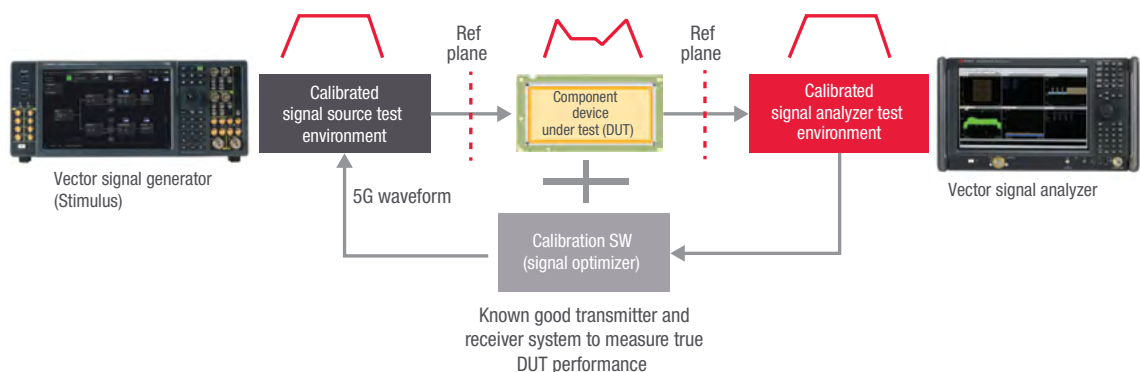 Ref
plane
Ref
plane
Calibrated
signal source test
environment
Component
device
under test (DUT)
Calibrated
signal analyzer test
environment
Vector signal generator
(Stimulus)
5G waveform
Vector signal analyzer
Calibration SW
(signal optimizer)
Known good transmitter and
receiver system to measure true
DUT performance